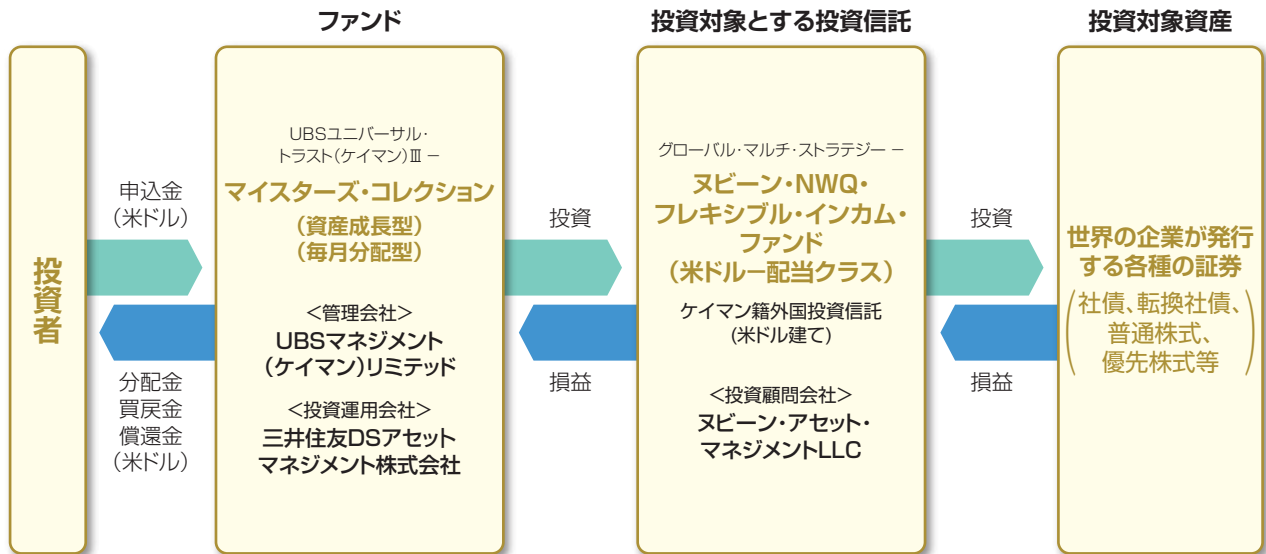 ファンド
投資対象とする投資信託
投資対象資産
投資者
申込金
（米ドル）
分配金
買戻金
償還金
（米ドル）
UBSユニバーサル・
トラスト（ケイマン）Ⅲ －
マイスターズ・コレクション
（資産成長型）
（毎月分配型）
＜管理会社＞
UBSマネジメント
（ケイマン）リミテッド
＜投資運用会社＞
三井住友DSアセット
マネジメント株式会社
投資
損益
グローバル・マルチ・ストラテジー －
ヌビーン・NWQ・
フレキシブル・インカム・
ファンド
（米ドルー配当クラス）
ケイマン籍外国投資信託
(米ドル建て)
＜投資顧問会社＞
ヌビーン・アセット・
マネジメントLLC
投資
損益
世界の企業が発行
する各種の証券
（社債、転換社債、
普通株式、
優先株式等）